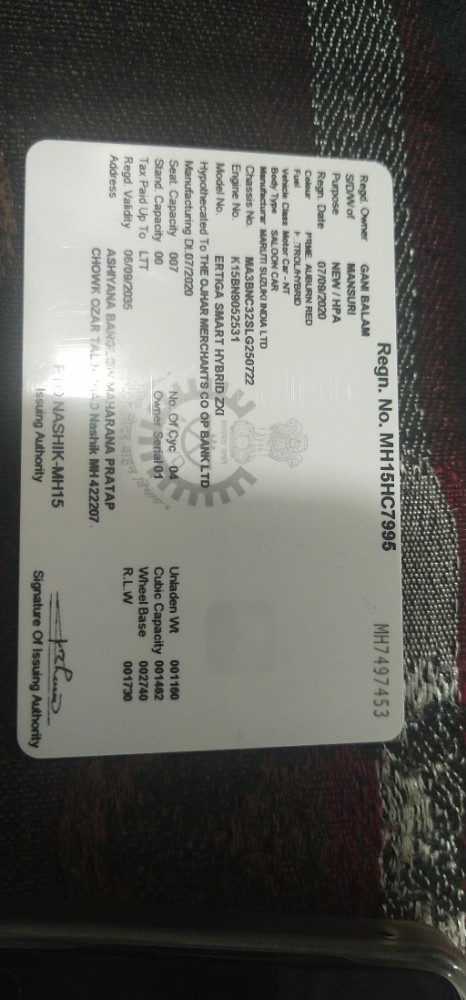 Regn. No. MH15HC7995
MH7497453
Regd. Owner GANI BALAM
S/D/W of MANSURI
Purpose NEW / HPA
Regn. Date 07/09/2020
Colour PRIME AUBURN RED
Fuel PETROL/HYBRID
Vehicle Class Motor Car - NT
Body Type SALOON CAR
Manufacturer MARUTI SUZUKI INDIA LTD
Chassis No. MA3BNC32SLG250722
Engine No. K15BN9052531
Model No. ERTIGA SMART HYBRID ZXI
Hypothecated To THE OJHAR MERCHANTS CO OP BANK LTD
Manufacturing Dt. 07/2020
Seat. Capacity 007 No. Of Cyc 04 Unladen Wt 001160
Stand. Capacity 00 Owner Serial 01 Cubic Capacity 001462
Tax Paid Up To LTT Wheel Base 002740
Regd. Validity 06/09/2035 R.L.W 001730
Address ASHIYANA MAHARANA PRATAP
CHOWK OZAR TAL Nashik MH 422207
NASHIK-MH15
Issuing Authority
Signature Of Issuing Authority